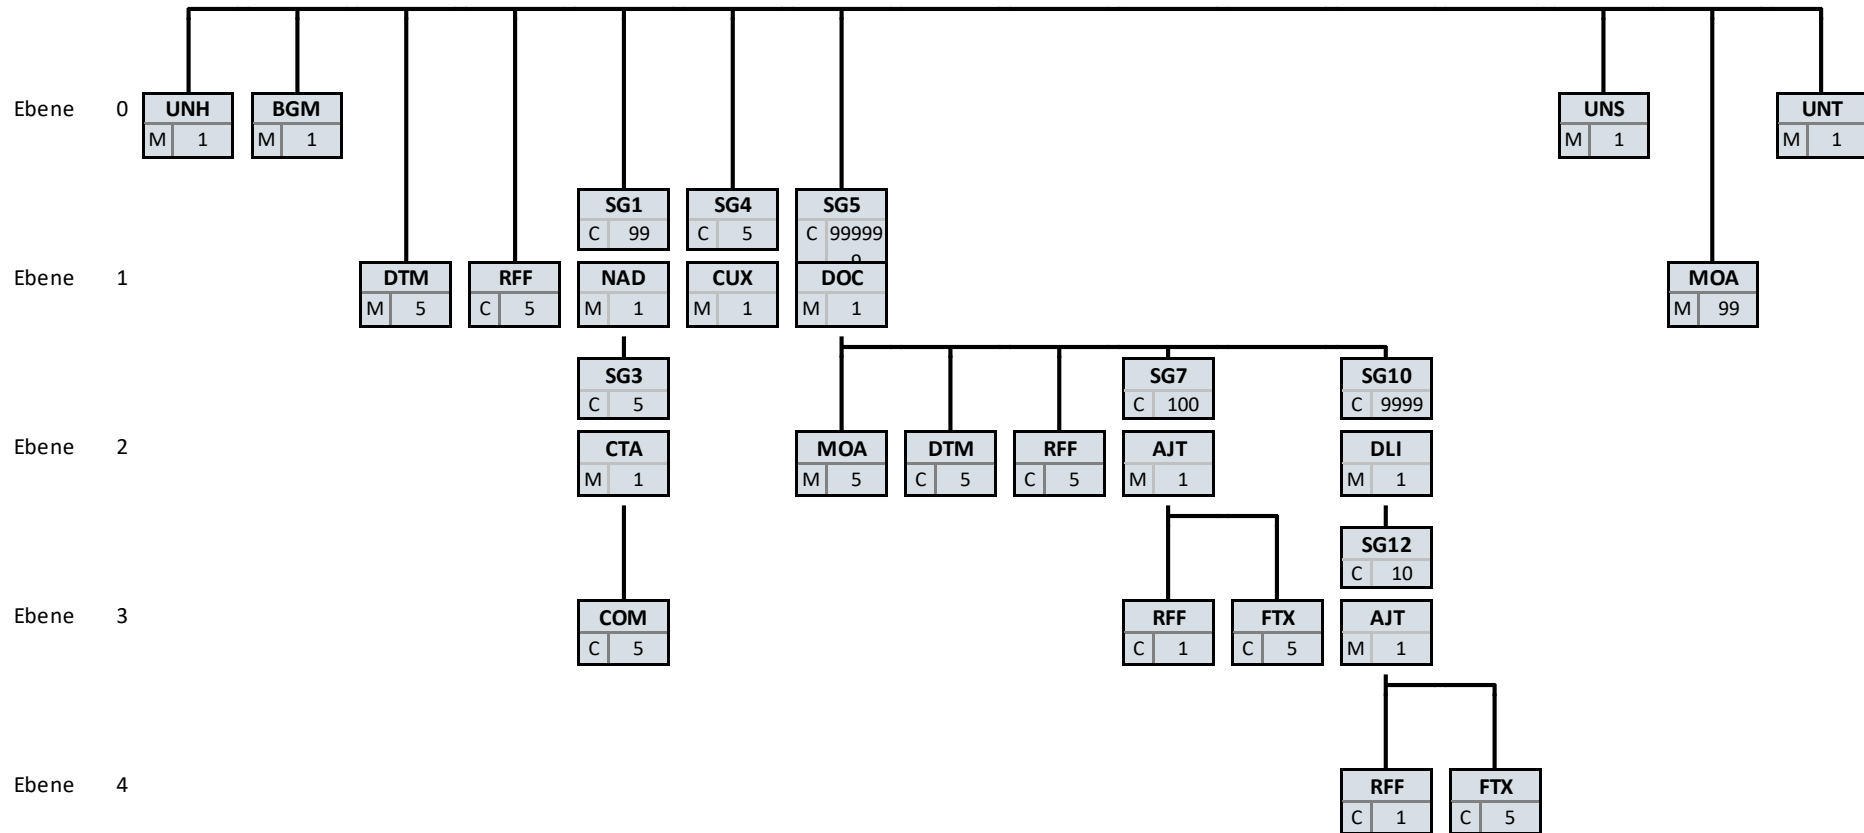 Ebene 0 UNH BGM UNS UNT
M 1 M 1 M 1 M 1
SG1 SG4 SG5
C 99 C 5 C 99999
Ebene 1 DTM RFF NAD CUX DOC MOA
M 5 C 5 M 1 M 1 M 1 M 99
SG3 SG7 SG10
C 5 C 100 C 9999
Ebene 2 CTA MOA DTM RFF AJT DLI
M 1 M 5 C 5 C 5 M 1 M 1
SG12
C 10
Ebene 3 COM RFF FTX AJT
C 5 C 1 C 5 M 1
Ebene 4 RFF FTX
C 1 C 5